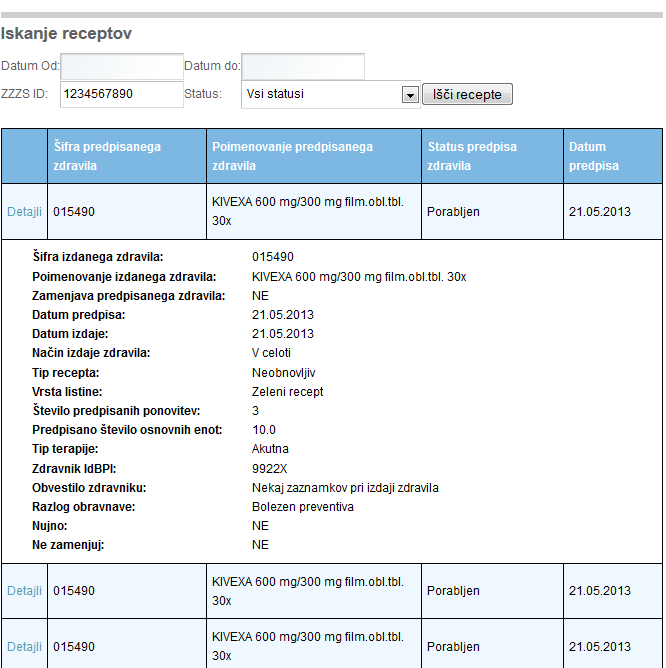 Iskanje receptov
Datum Od: Datum do:
ZZZS ID: 1234567890 Status: Vsi statusi Išči recepte
Šifra predpisanega Poimenovanje predpisanega Status predpisa Datum
zdravila zdravila zdravila predpisa
Detajli 015490 KIVEXA 600 mg/300 mg film.obl.tbl. 30x Porabljen 21.05.2013
Šifra izdanega zdravila: 015490
Poimenovanje izdanega zdravila: KIVEXA 600 mg/300 mg film.obl.tbl. 30x
Zamenjava predpisanega zdravila: NE
Datum predpisa: 21.05.2013
Datum izdaje: 21.05.2013
Način izdaje zdravila: V celoti
Tip recepta: Neobnovljiv
Vrsta listine: Zeleni recept
Število predpisanih ponovitev: 3
Predpisano število osnovnih enot: 10.0
Tip terapije: Akutna
Zdravnik IdBPI: 9922X
Obvestilo zdravniku: Nekaj zaznamkov pri izdaji zdravila
Razlog obravnave: Bolezen preventiva
Nujno: NE
Ne zamenjuj: NE
Detajli 015490 KIVEXA 600 mg/300 mg film.obl.tbl. 30x Porabljen 21.05.2013
Detajli 015490 KIVEXA 600 mg/300 mg film.obl.tbl. 30x Porabljen 21.05.2013